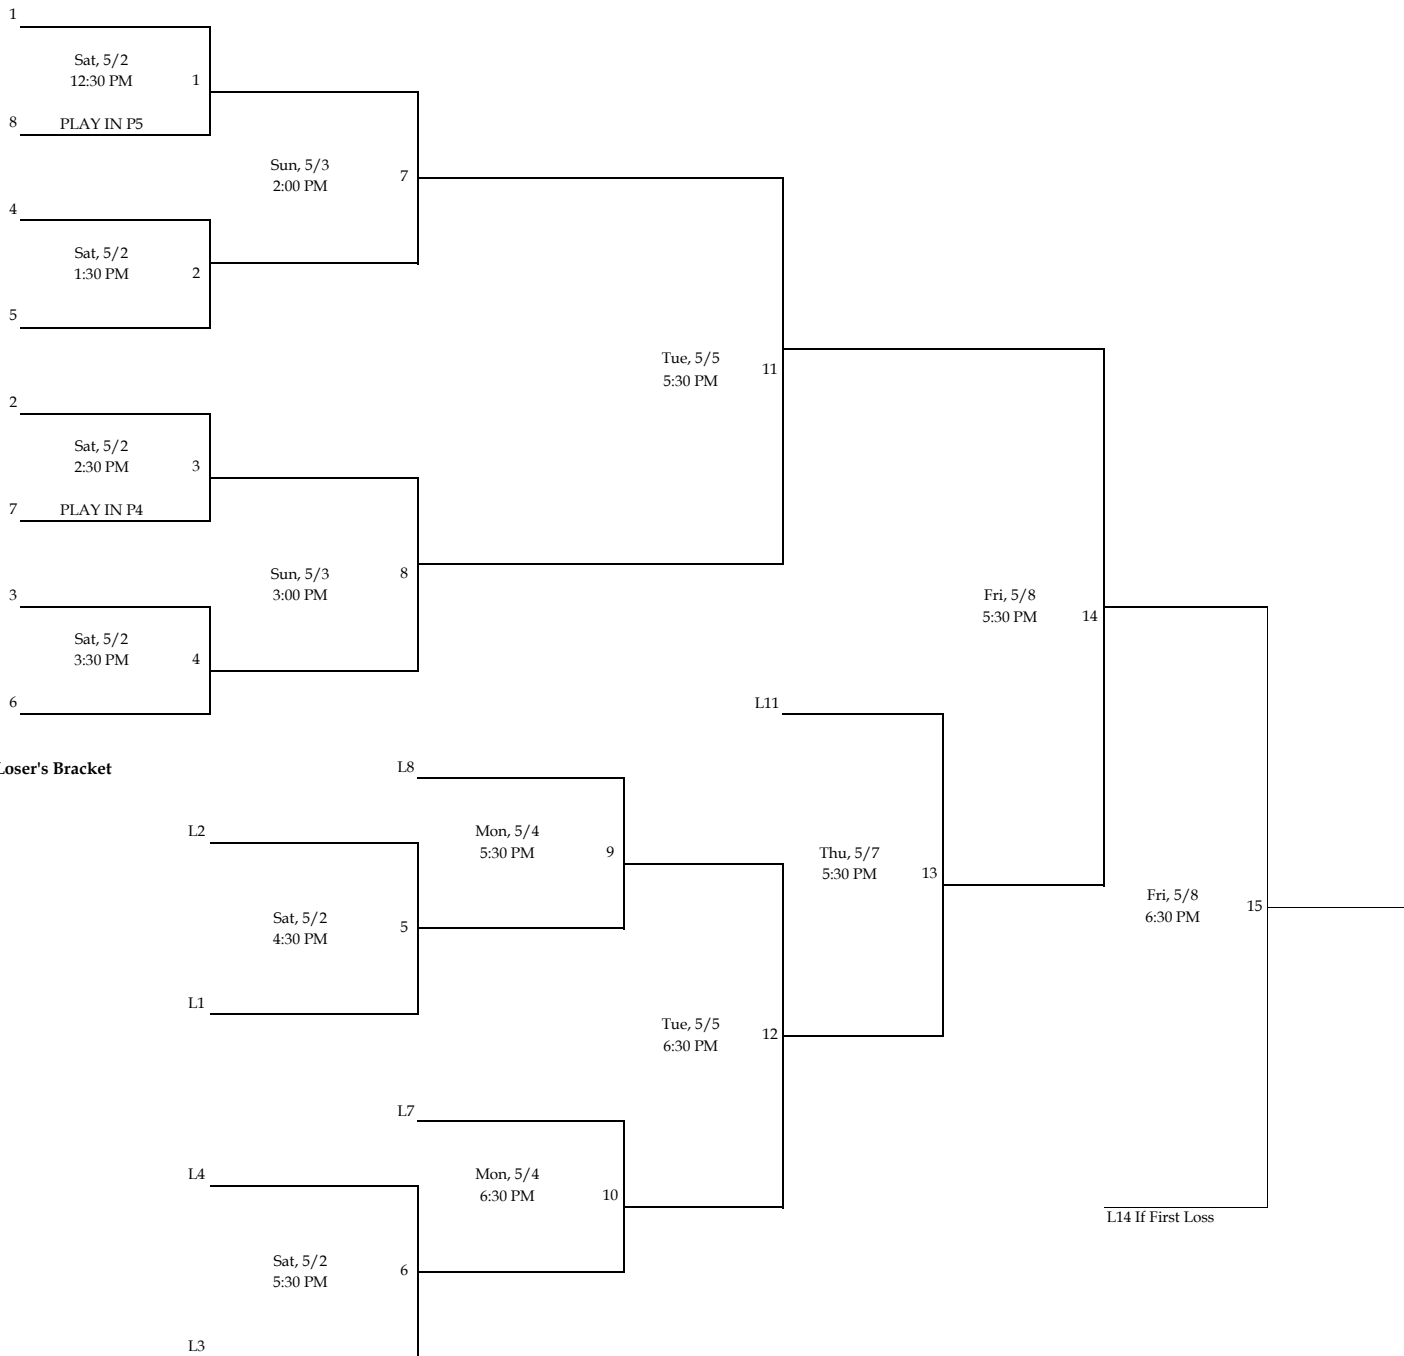 1
Sat, 5/2
12:30 PM
1
8
PLAY IN P5
Sun, 5/3
2:00 PM
7
4
Sat, 5/2
1:30 PM
2
5
Tue, 5/5
5:30 PM
11
2
Sat, 5/2
2:30 PM
3
7
PLAY IN P4
Sun, 5/3
3:00 PM
8
3
Sat, 5/2
3:30 PM
4
6
Fri, 5/8
5:30 PM
14
L11
Loser's Bracket
L8
L2
Mon, 5/4
5:30 PM
9
Thu, 5/7
5:30 PM
13
Sat, 5/2
4:30 PM
5
Fri, 5/8
6:30 PM
15
L1
Tue, 5/5
6:30 PM
12
L7
L4
Mon, 5/4
6:30 PM
10
L14 If First Loss
Sat, 5/2
5:30 PM
6
L3